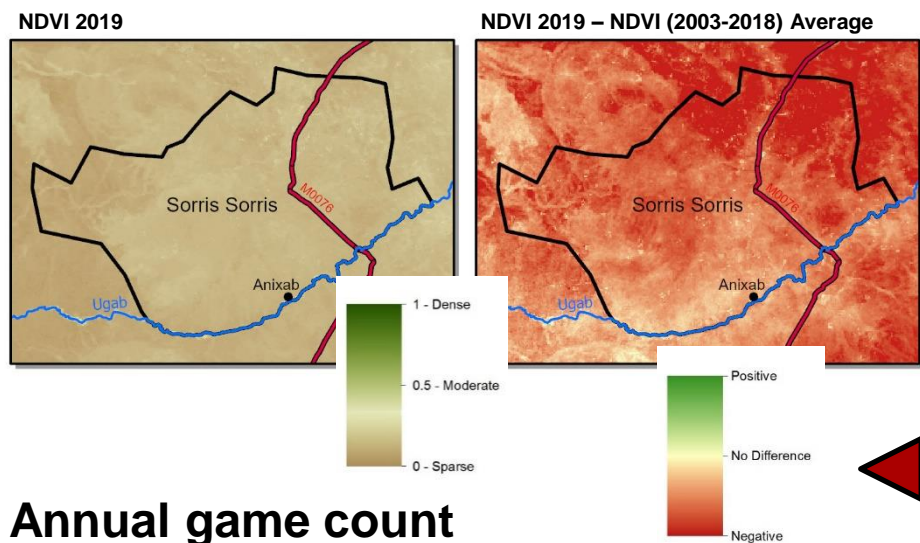 NDVI 2019
NDVI 2019 – NDVI (2003-2018) Average
M0076
Sorris Sorris
Anixab
Ugab
M0076
Sorris Sorris
Anixab
Ugab
1 - Dense
0.5 - Moderate
0 - Sparse
Positive
No Difference
Negative
Annual game count